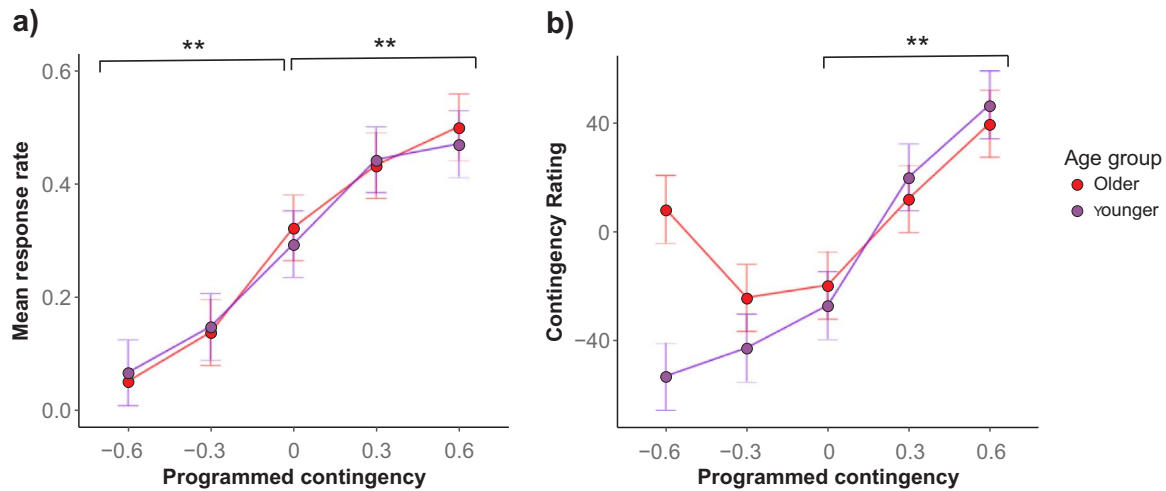 a)
**
**
Mean response rate
0.6
0.4
0.2
0.0
−0.6
−0.3
0
0.3
0.6
Programmed contingency
b)
**
Contingency Rating
40
0
−40
−0.6
−0.3
0
0.3
0.6
Programmed contingency
Age group
Older
Younger